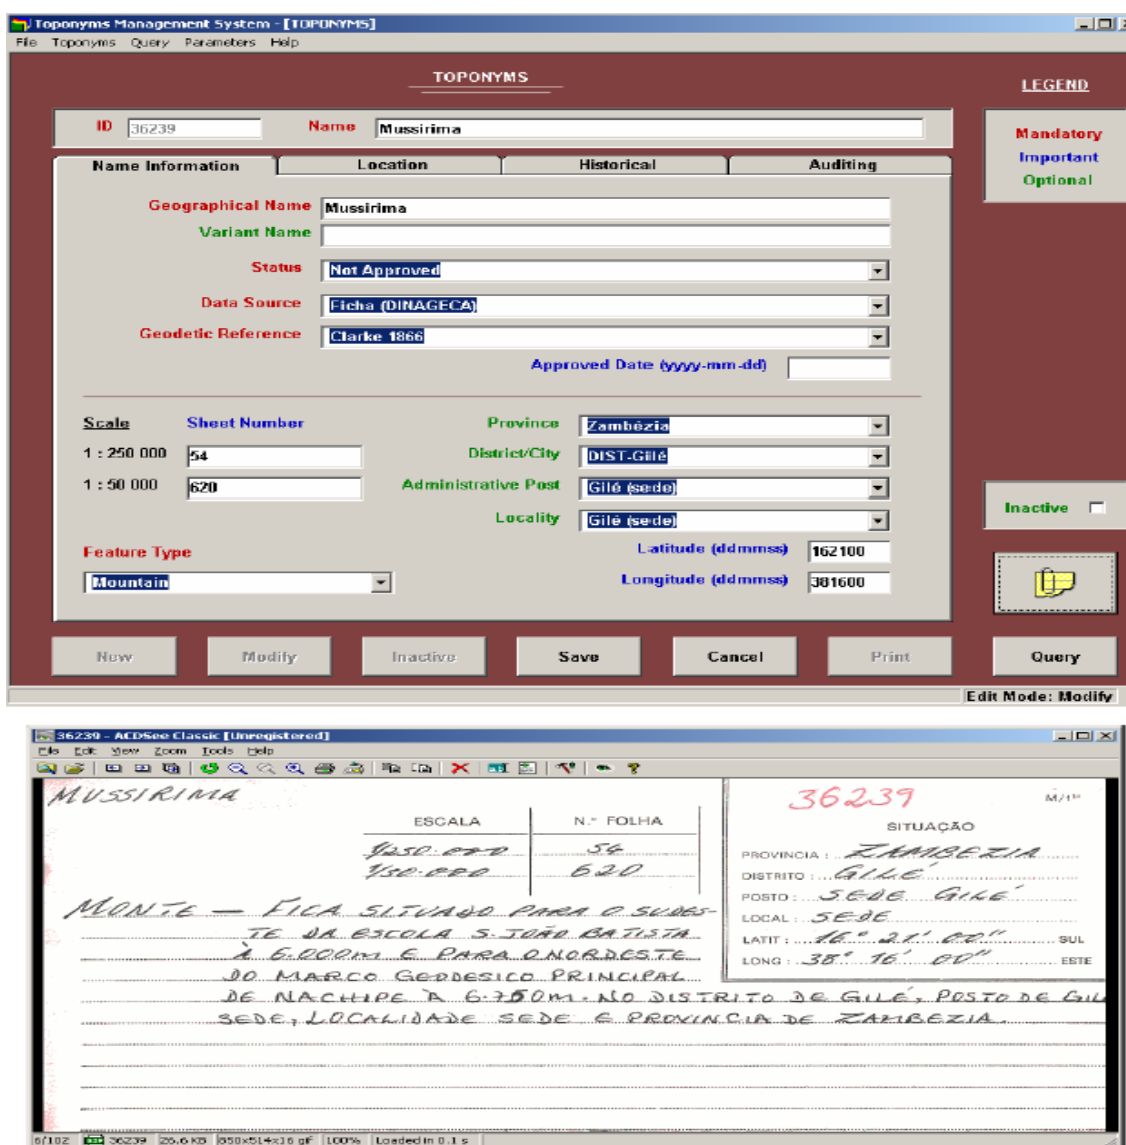 Toponyms Management System - [TOPONYMS]
File Toponyms Query Parameters Help
TOPONYMS
LEGEND
ID 36239 Name Mussirima
Mandatory
Important
Optional
Name Information Location Historical Auditing
Geographical Name Mussirima
Variant Name
Status Not Approved
Data Source Ficha (DINAGECA)
Geodetic Reference Clarke 1866
Approved Date (yyyy-mm-dd)
Scale Sheet Number
1 : 250 000 54
1 : 50 000 620
Province Zambézia
District/City DIST-Gilé
Administrative Post Gilé (sede)
Locality Gilé (sede)
Feature Type
Mountain
Latitude (ddmmss) 162100
Longitude (ddmmss) 381600
Inactive
New Modify Inactive Save Cancel Print Query
Edit Mode: Modify
36239 - ACDSee Classic [Unregistered]
File Edit View Zoom Tools Help
MUSSIRIMA
36239
ESCALA N.º FOLHA
1/250.000 54
1/50.000 620
SITUAÇÃO
PROVINCIA: ZAMBEZIA
DISTRITO: GILÉ
POSTO: SEDE GILÉ
LOCAL: SEDE
LATIT: 16° 21' 00" SUL
LONG: 38° 16' 00" ESTE
MONTE — FICA SITUADO PARA O SUDES-
TE DA ESCOLA S. JOÃO BATISTA
À 6.000m E PARA O NORDESTE
DO MARCO GEODESICO PRINCIPAL
DE NACHIPE À 6.750m. NO DISTRITO DE GILÉ, POSTO DE GIL
SEDE, LOCALIDADE SEDE E PROVINCIA DE ZAMBEZIA.
6/102 36239 26.6 KB 850x514x16 gif 100% Loaded in 0.1 s